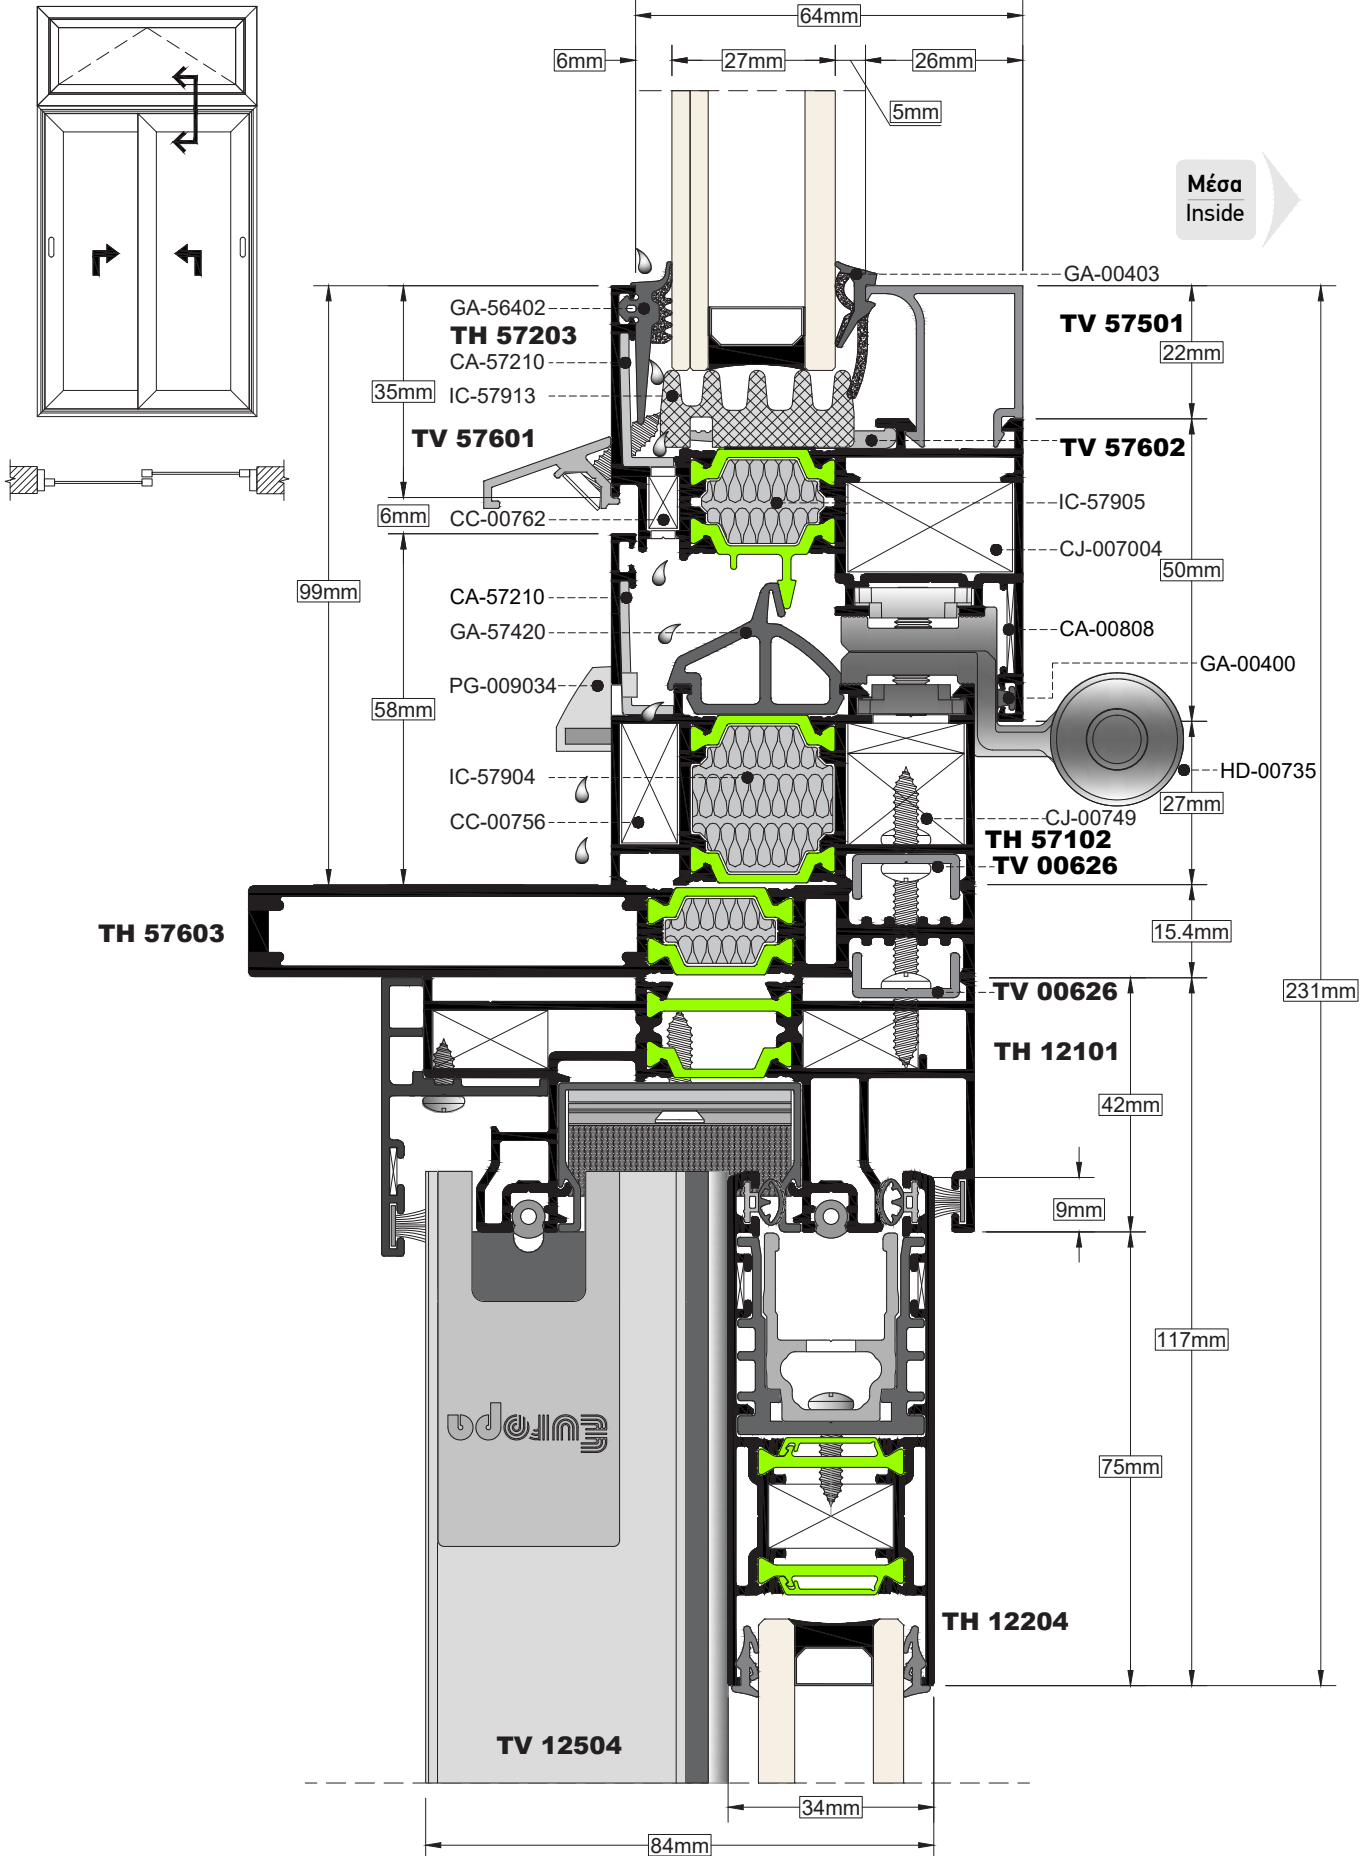 64mm
6mm
27mm
26mm
5mm
Μέσα
Inside
GA-00403
GA-56402
TH 57203
CA-57210
IC-57913
35mm
TV 57601
TV 57501
22mm
TV 57602
IC-57905
6mm
CC-00762
CJ-007004
50mm
99mm
CA-57210
GA-57420
CA-00808
GA-00400
PG-009034
58mm
IC-57904
HD-00735
27mm
CC-00756
CJ-00749
TH 57102
TV 00626
TH 57603
15.4mm
TV 00626
231mm
TH 12101
42mm
9mm
117mm
europa
75mm
TH 12204
TV 12504
34mm
84mm